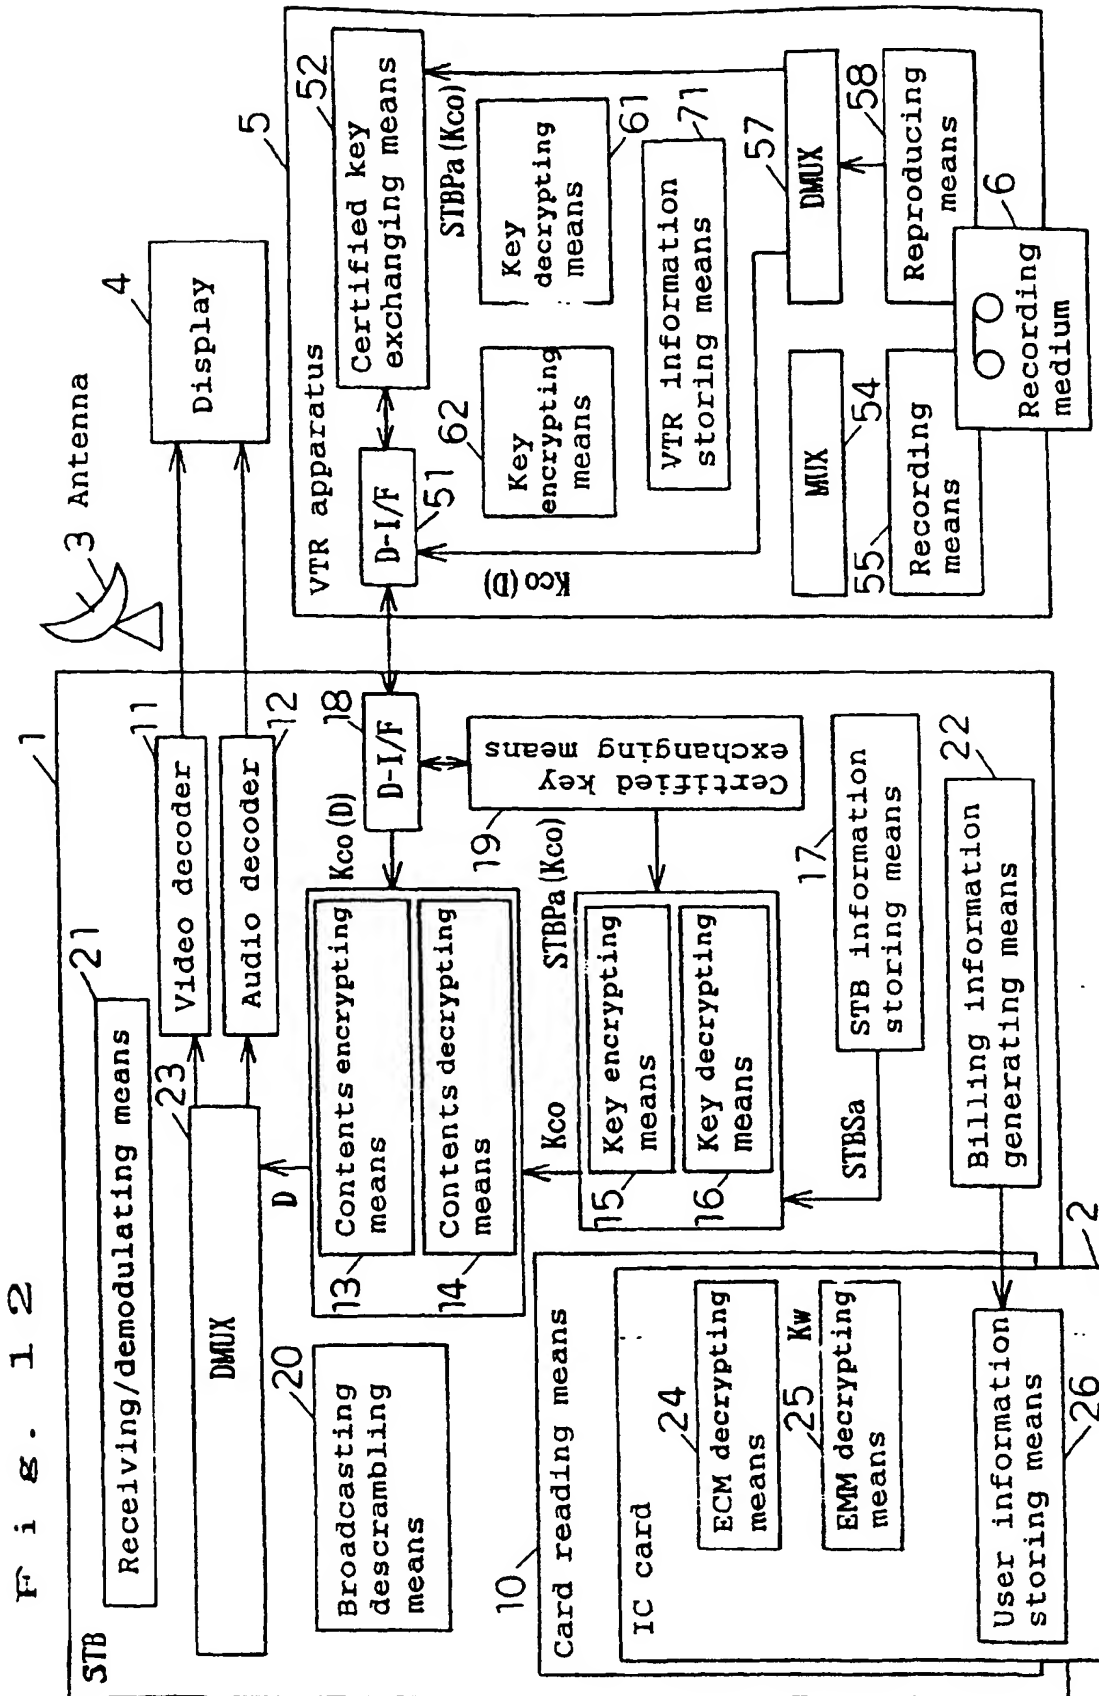 Fig. 12
STB
1
Receiving/demodulating means
21
DMUX
23
Video decoder
11
Audio decoder
12
3 Antenna
4
Display
Broadcasting
descrambling
means
20
D
Contents encrypting
means
13
Contents decrypting
means
14
Kco(D)
D-I/F
18
Certified key
exchanging means
19
STBPa(Kco)
Kco
Key encrypting
means
15
Key decrypting
means
16
STBSa
STB information
storing means
17
Billing information
generating means
22
10
Card reading means
IC card
2
ECM decrypting
means
24
Kw
EMM decrypting
means
25
User information
storing means
26
5
VTR apparatus
D-I/F
51
Certified key
exchanging means
52
STBPa(Kco)
Key
encrypting
means
62
Key
decrypting
means
61
VTR information
storing means
71
Kco(D)
MUX
54
DMUX
57
Recording
means
55
Reproducing
means
58
Recording
medium
6